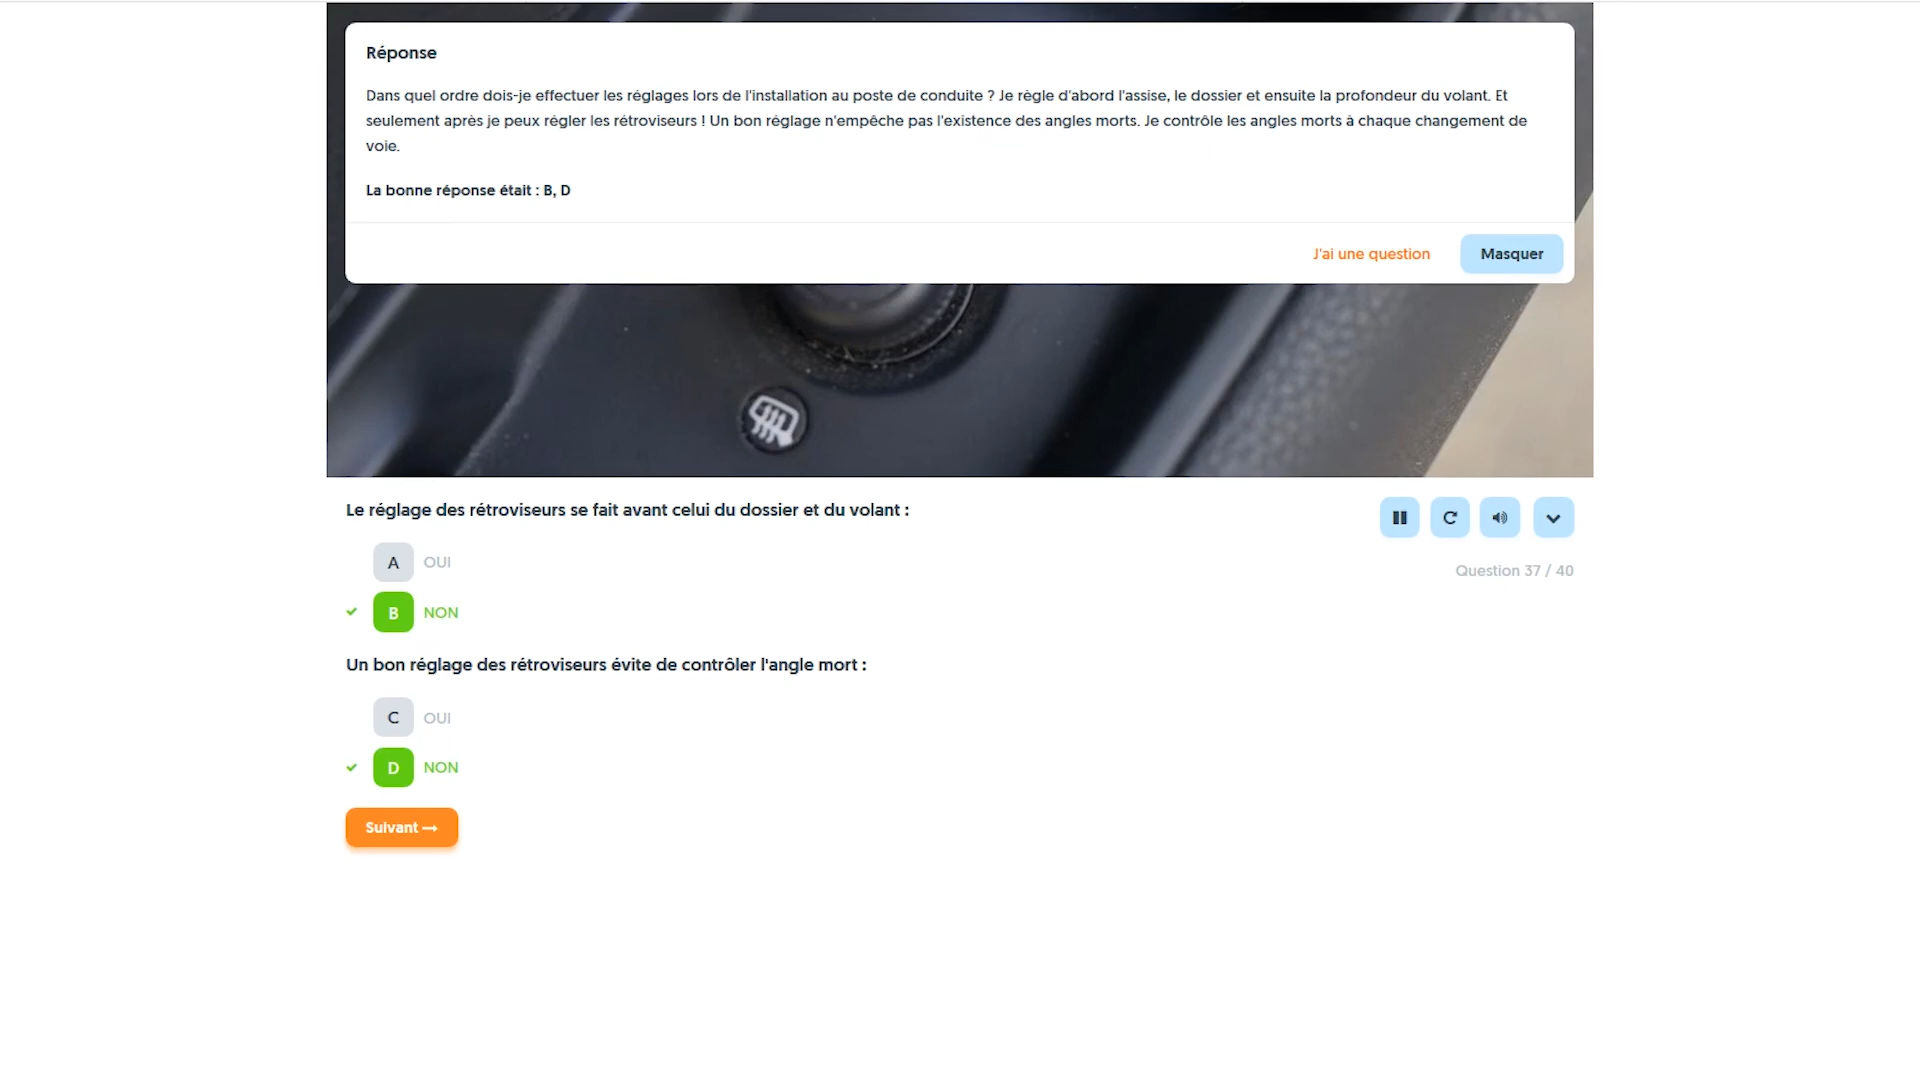 Réponse
Dans quel ordre dois-je effectuer les réglages lors de l'installation au poste de conduite ? Je règle d'abord l'assise, le dossier et ensuite la profondeur du volant. Et
seulement après je peux régler les rétroviseurs ! Un bon réglage n'empêche pas l'existence des angles morts. Je contrôle les angles morts à chaque changement de
voie.
La bonne réponse était : B, D
J'ai une question
Masquer
Le réglage des rétroviseurs se fait avant celui du dossier et du volant :
A OUI
B NON
Question 37 / 40
Un bon réglage des rétroviseurs évite de contrôler l'angle mort :
C OUI
D NON
Suivant →